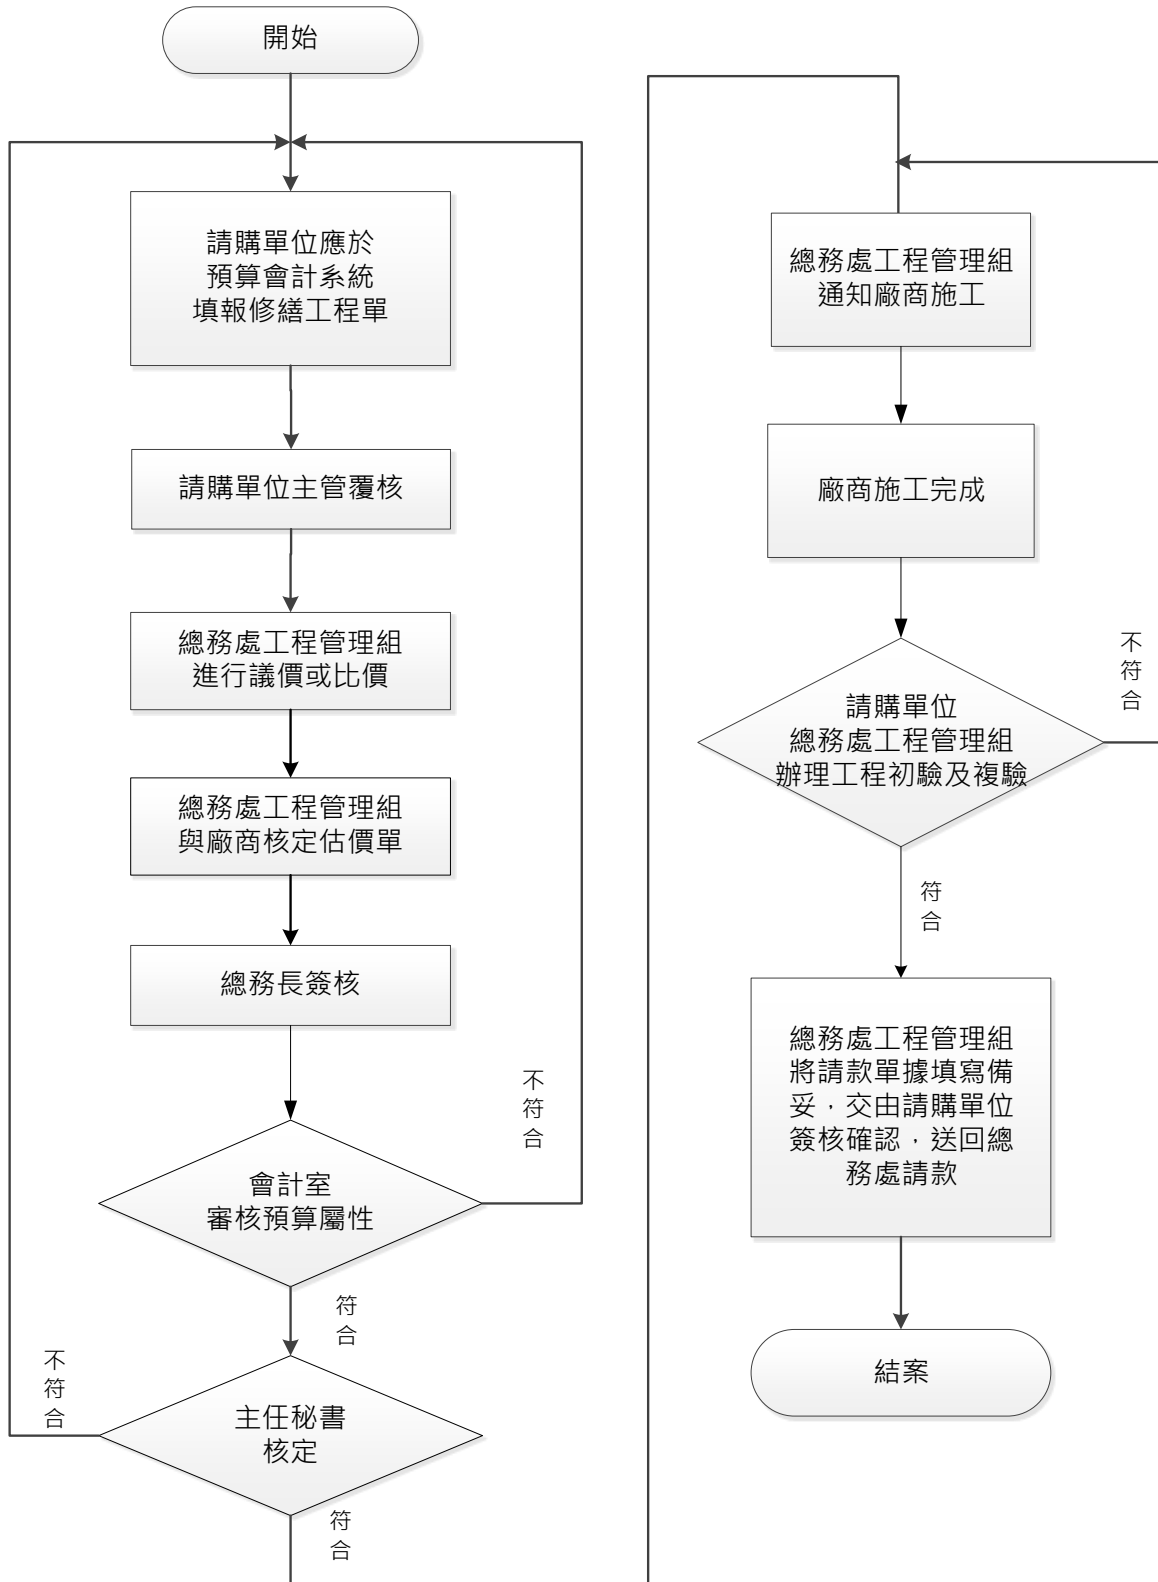 開始
請購單位應於
預算會計系統
填報修繕工程單
請購單位主管覆核
總務處工程管理組
進行議價或比價
總務處工程管理組
與廠商核定估價單
總務長簽核
會計室
審核預算屬性
不
符
合
符
合
主任秘書
核定
不
符
合
符
合
總務處工程管理組
通知廠商施工
廠商施工完成
請購單位
總務處工程管理組
辦理工程初驗及複驗
不
符
合
符
合
總務處工程管理組
將請款單據填寫備
妥，交由請購單位
簽核確認，送回總
務處請款
結案